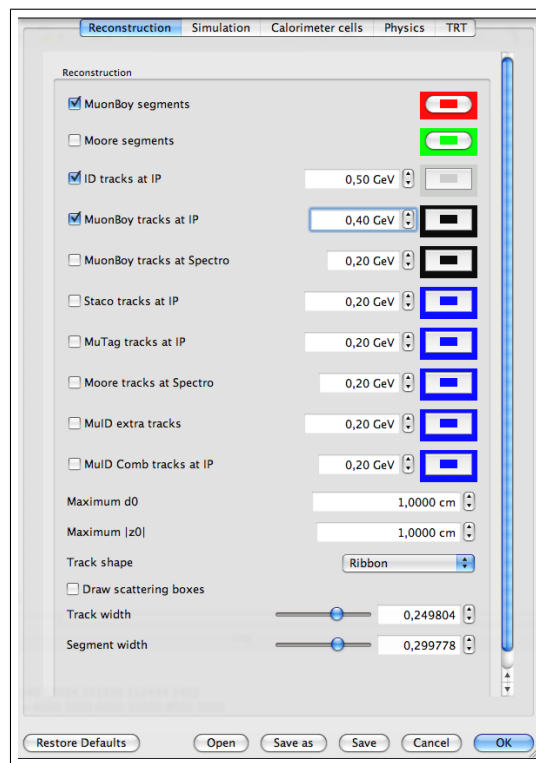 Reconstruction Simulation Calorimeter cells Physics TRT
Reconstruction
MuonBoy segments
Moore segments
ID tracks at IP 0,50 GeV
MuonBoy tracks at IP 0,40 GeV
MuonBoy tracks at Spectro 0,20 GeV
Staco tracks at IP 0,20 GeV
MuTag tracks at IP 0,20 GeV
Moore tracks at Spectro 0,20 GeV
MuID extra tracks 0,20 GeV
MuID Comb tracks at IP 0,20 GeV
Maximum d0 1,0000 cm
Maximum |z0| 1,0000 cm
Track shape Ribbon
Draw scattering boxes
Track width 0,249804
Segment width 0,299778
Restore Defaults Open Save as Save Cancel OK